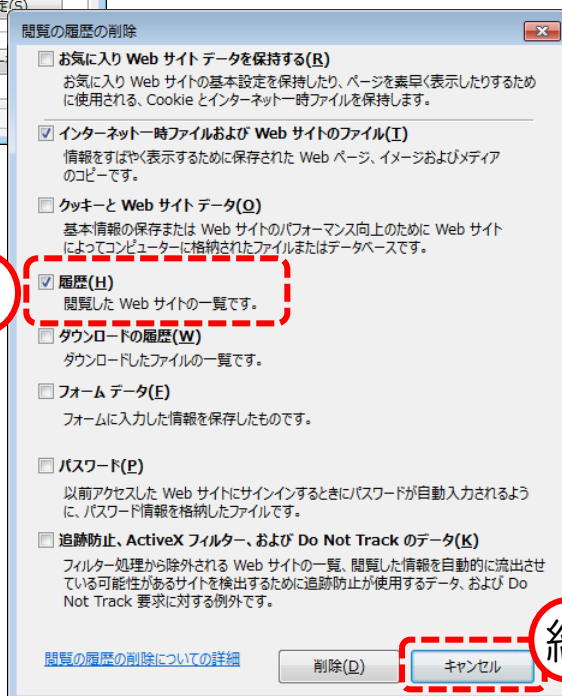 閲覧の履歴の削除
お気に入り Web サイト データを保持する(R)
お気に入り Web サイトの基本設定を保持したり、ページを素早く表示したりするため
に使用される、Cookie とインターネット一時ファイルを保持します。
インターネット一時ファイルおよび Web サイトのファイル(T)
情報をすばやく表示するために保存された Web ページ、イメージおよびメディア
のコピーです。
クッキーと Web サイト データ(O)
基本情報の保存または Web サイトのパフォーマンス向上のために Web サイト
によってコンピューターに格納されたファイルまたはデータベースです。
履歴(H)
閲覧した Web サイトの一覧です。
ダウンロードの履歴(W)
ダウンロードしたファイルの一覧です。
フォーム データ(F)
フォームに入力した情報を保存したものです。
パスワード(P)
以前アクセスした Web サイトにサインインするときにパスワードが自動入力されるよう
に、パスワード情報を格納したファイルです。
追跡防止、ActiveX フィルター、および Do Not Track のデータ(K)
フィルター処理から除外される Web サイトの一覧、閲覧した情報を自動的に流出させ
ている可能性があるサイトを検出するために追跡防止が使用するデータ、および Do
Not Track 要求に対する例外です。
閲覧の履歴の削除についての詳細
削除(D)
キャンセル